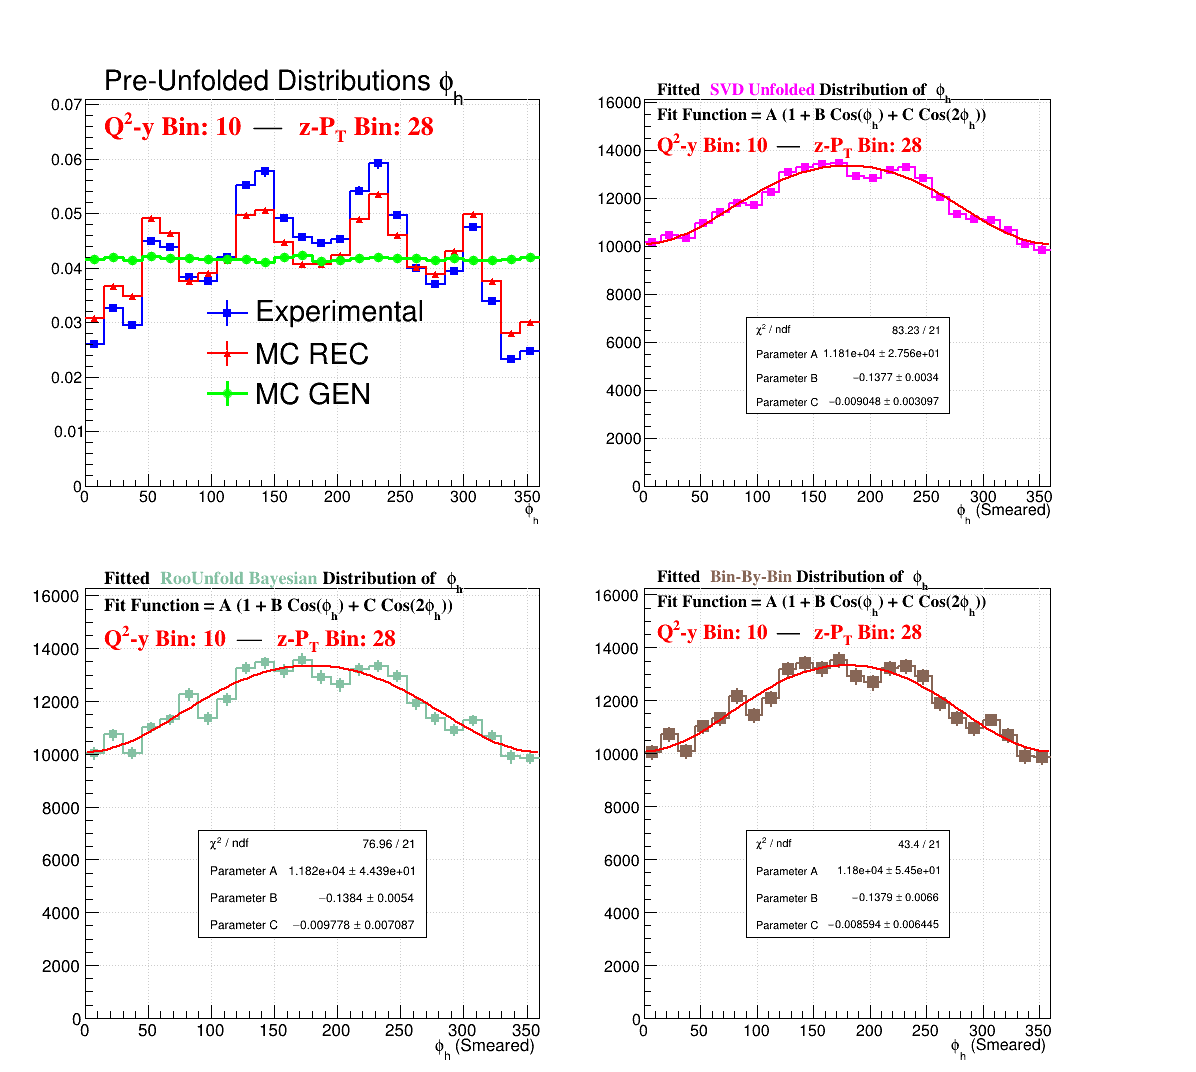 Pre-Unfolded Distributions ϕh
Q²-y Bin: 10 — z-PT Bin: 28
0.07
0.06
0.05
0.04
0.03
0.02
0.01
0
Experimental
MC REC
MC GEN
0 50 100 150 200 250 300 350
ϕh
Fitted SVD Unfolded Distribution of ϕh
Fit Function = A (1 + B Cos(ϕh) + C Cos(2ϕh))
Q²-y Bin: 10 — z-PT Bin: 28
16000
14000
12000
10000
8000
6000
4000
2000
0
χ² / ndf 83.23 / 21
Parameter A 1.181e+04 ± 2.756e+01
Parameter B −0.1377 ± 0.0034
Parameter C −0.009048 ± 0.003097
0 50 100 150 200 250 300 350
ϕh (Smeared)
Fitted RooUnfold Bayesian Distribution of ϕh
Fit Function = A (1 + B Cos(ϕh) + C Cos(2ϕh))
Q²-y Bin: 10 — z-PT Bin: 28
16000
14000
12000
10000
8000
6000
4000
2000
0
χ² / ndf 76.96 / 21
Parameter A 1.182e+04 ± 4.439e+01
Parameter B −0.1384 ± 0.0054
Parameter C −0.009778 ± 0.007087
0 50 100 150 200 250 300 350
ϕh (Smeared)
Fitted Bin-By-Bin Distribution of ϕh
Fit Function = A (1 + B Cos(ϕh) + C Cos(2ϕh))
Q²-y Bin: 10 — z-PT Bin: 28
16000
14000
12000
10000
8000
6000
4000
2000
0
χ² / ndf 43.4 / 21
Parameter A 1.18e+04 ± 5.45e+01
Parameter B −0.1379 ± 0.0066
Parameter C −0.008594 ± 0.006445
0 50 100 150 200 250 300 350
ϕh (Smeared)